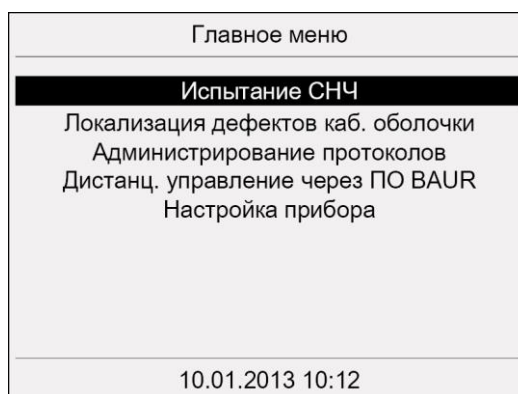 Главное меню
Испытание СНЧ
Локализация дефектов каб. оболочки
Администрирование протоколов
Дистанц. управление через ПО BAUR
Настройка прибора
10.01.2013 10:12